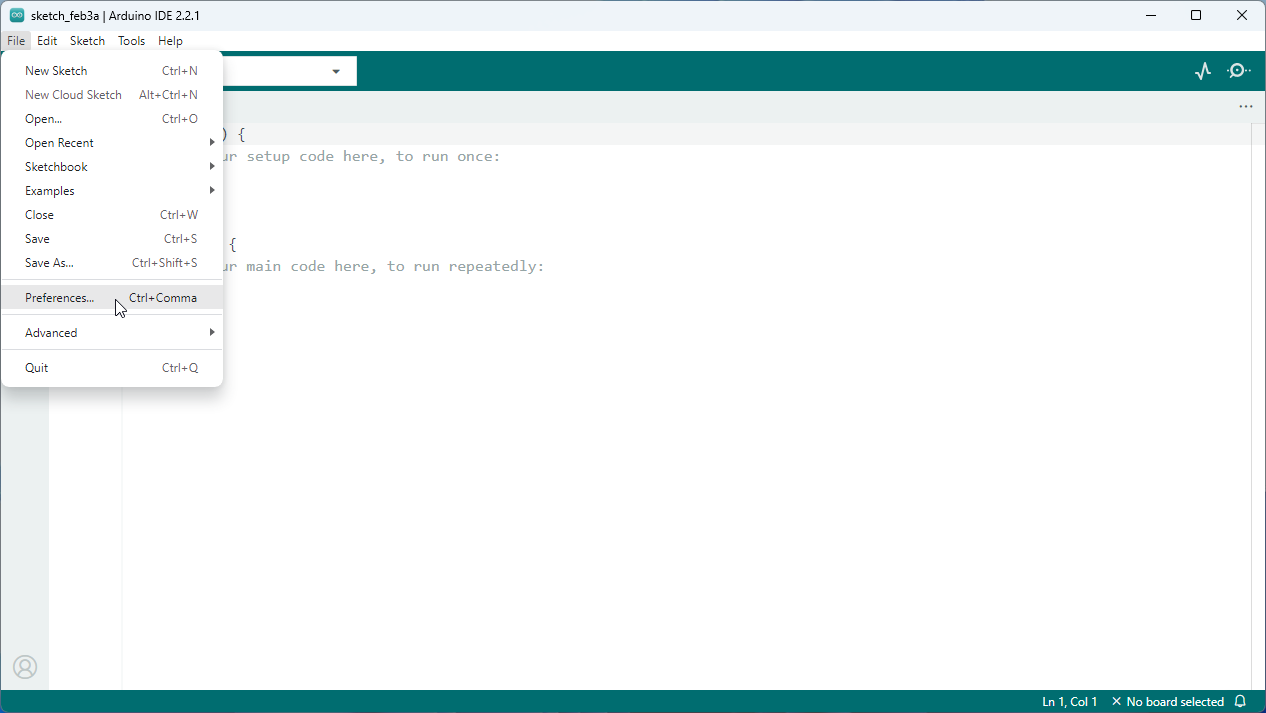 sketch_feb3a | Arduino IDE 2.2.1
File Edit Sketch Tools Help
New Sketch Ctrl+N
New Cloud Sketch Alt+Ctrl+N
Open... Ctrl+O
Open Recent
Sketchbook
Examples
Close Ctrl+W
Save Ctrl+S
Save As... Ctrl+Shift+S
Preferences... Ctrl+Comma
Advanced
Quit Ctrl+Q
) {
setup code here, to run once:
{
main code here, to run repeatedly:
Ln 1, Col 1 No board selected